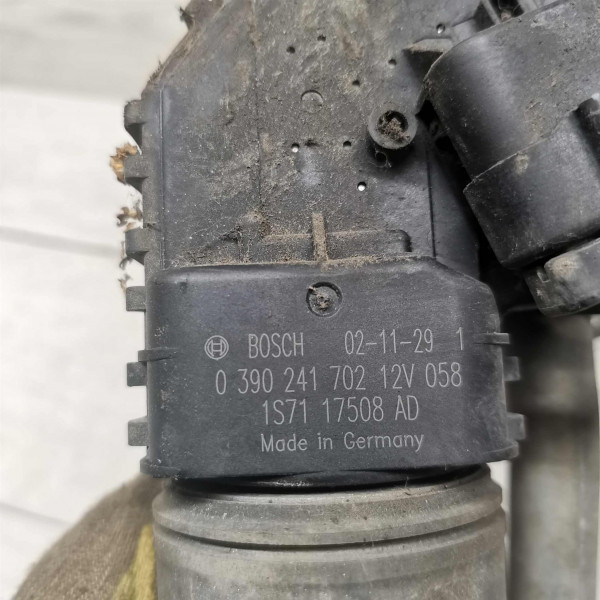 BOSCH 02-11-29 1
0 390 241 702 12V 058
1S71 17508 AD
Made in Germany